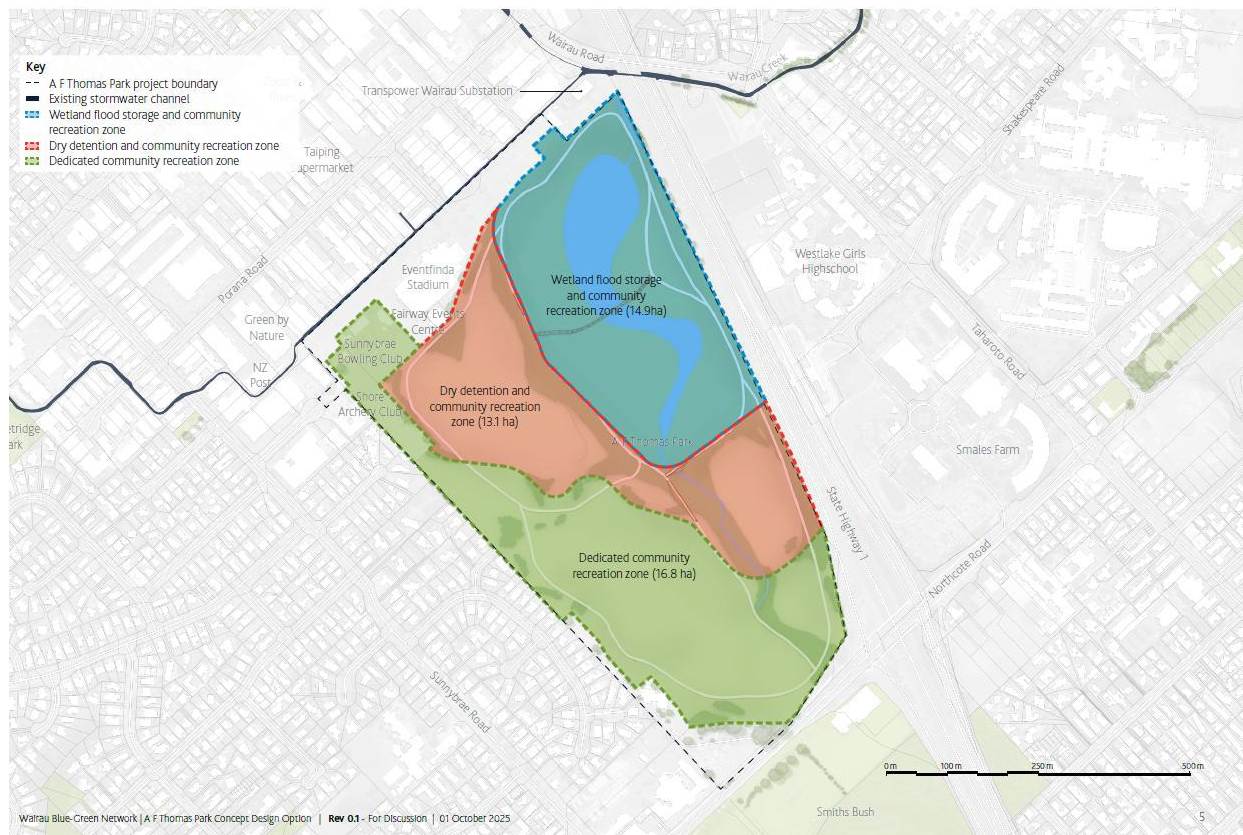 Key
A F Thomas Park project boundary
Existing stormwater channel
Wetland flood storage and community
recreation zone
Dry detention and community recreation zone
Dedicated community recreation zone
Wairau Road
Wairau Creek
Transpower Wairau Substation
Shakespeare Road
Taiping
upermarket
Westlake Girls
Highschool
Eventfinda
Stadium
Porana Road
Wetland flood storage
and community
recreation zone (14.9ha)
Fairway Events
Centre
Green by
Nature
Sunnybrae
Bowling Club
Taharoto Road
NZ
Post
Dry detention and
community recreation
zone (13.1 ha)
Shore
Archery Club
etridge
ark
A F Thomas Park
Smales Farm
State Highway 1
Dedicated community
recreation zone (16.8 ha)
Northcote Road
Sunnybrae Road
0 m 100 m 250 m 500 m
Smiths Bush
Wairau Blue-Green Network | A F Thomas Park Concept Design Option | Rev 0.1 - For Discussion | 01 October 2025
5